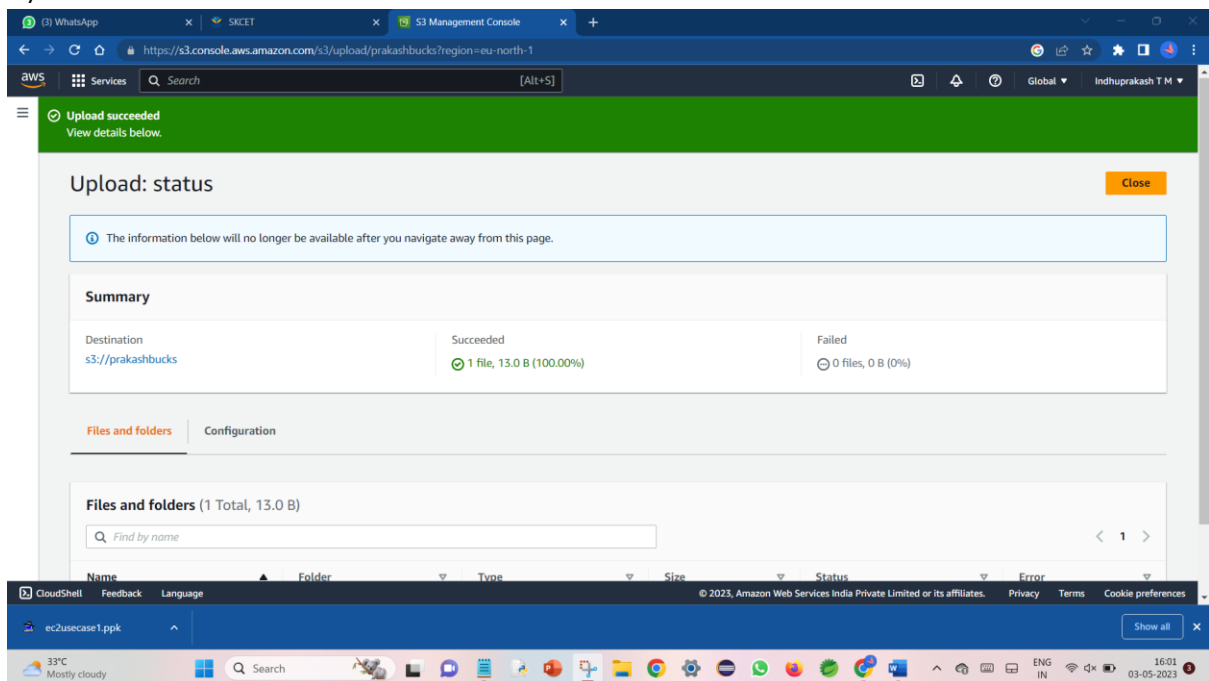 (3) WhatsApp
SKCET
S3 Management Console
https://s3.console.aws.amazon.com/s3/upload/prakashbucks?region=eu-north-1
aws
Services
Search
[Alt+S]
Global
Indhuprakash T M
Upload succeeded
View details below.
Upload: status
Close
The information below will no longer be available after you navigate away from this page.
Summary
Destination
s3://prakashbucks
Succeeded
1 file, 13.0 B (100.00%)
Failed
0 files, 0 B (0%)
Files and folders
Configuration
Files and folders (1 Total, 13.0 B)
Find by name
1
Name
Folder
Type
Size
Status
Error
CloudShell
Feedback
Language
© 2023, Amazon Web Services India Private Limited or its affiliates.
Privacy
Terms
Cookie preferences
ec2usecase1.ppk
Show all
33°C
Mostly cloudy
Search
ENG
IN
16:01
03-05-2023
3